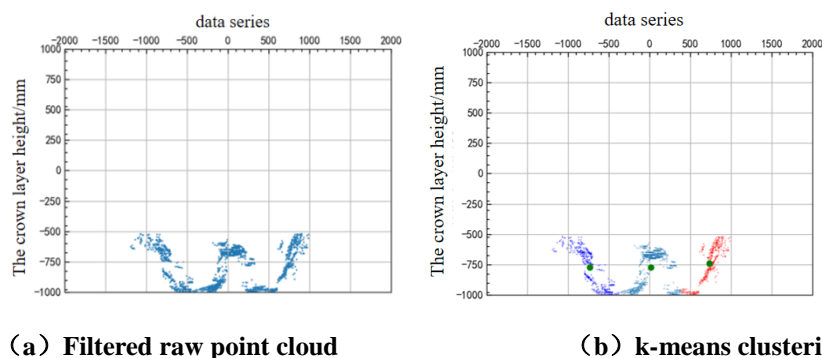 data series
−2000 −1500 −1000 −500 0 500 1000 1500 2000
1000
750
500
250
0
−250
−500
−750
−1000
The crown layer height/mm
（a）Filtered raw point cloud
data series
−2000 −1500 −1000 −500 0 500 1000 1500 2000
1000
750
500
250
0
−250
−500
−750
−1000
The crown layer height/mm
（b）k-means clusteri